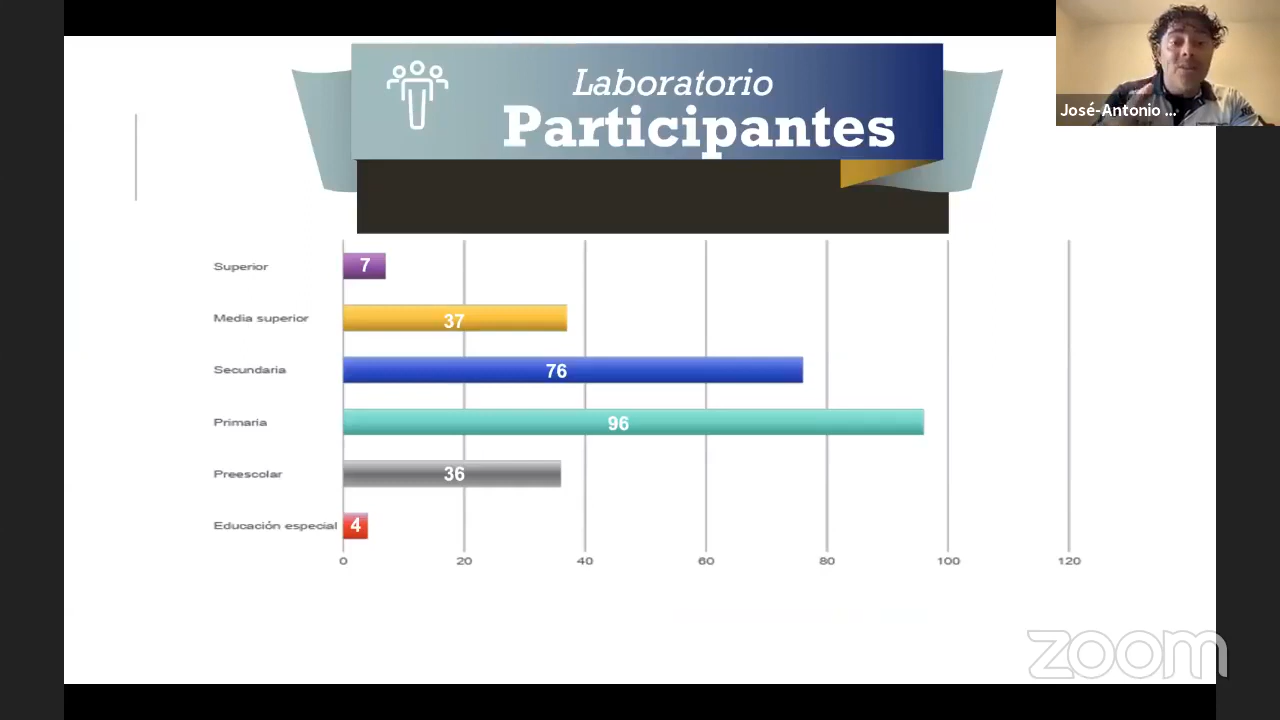 Laboratorio
Participantes
José-Antonio ...
Superior
7
Media superior
37
Secundaria
76
Primaria
96
Preescolar
36
Educación especial
4
0 20 40 60 80 100 120
zoom